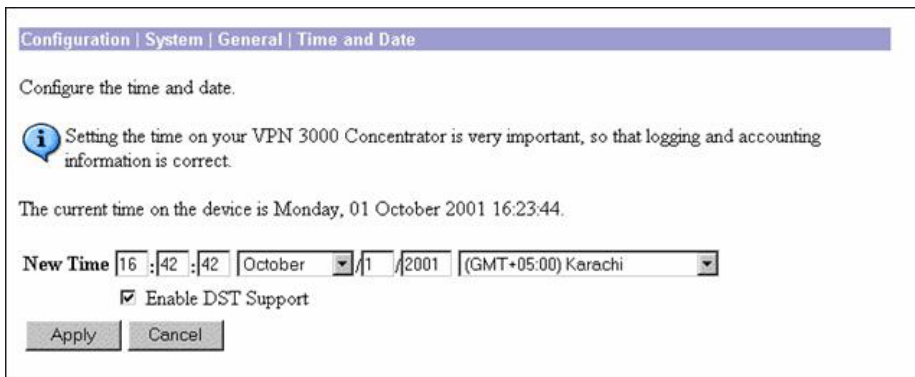 Configuration | System | General | Time and Date
Configure the time and date.
Setting the time on your VPN 3000 Concentrator is very important, so that logging and accounting
information is correct.
The current time on the device is Monday, 01 October 2001 16:23:44.
New Time 16 : 42 : 42 October / 1 / 2001 (GMT+05:00) Karachi
Enable DST Support
Apply Cancel